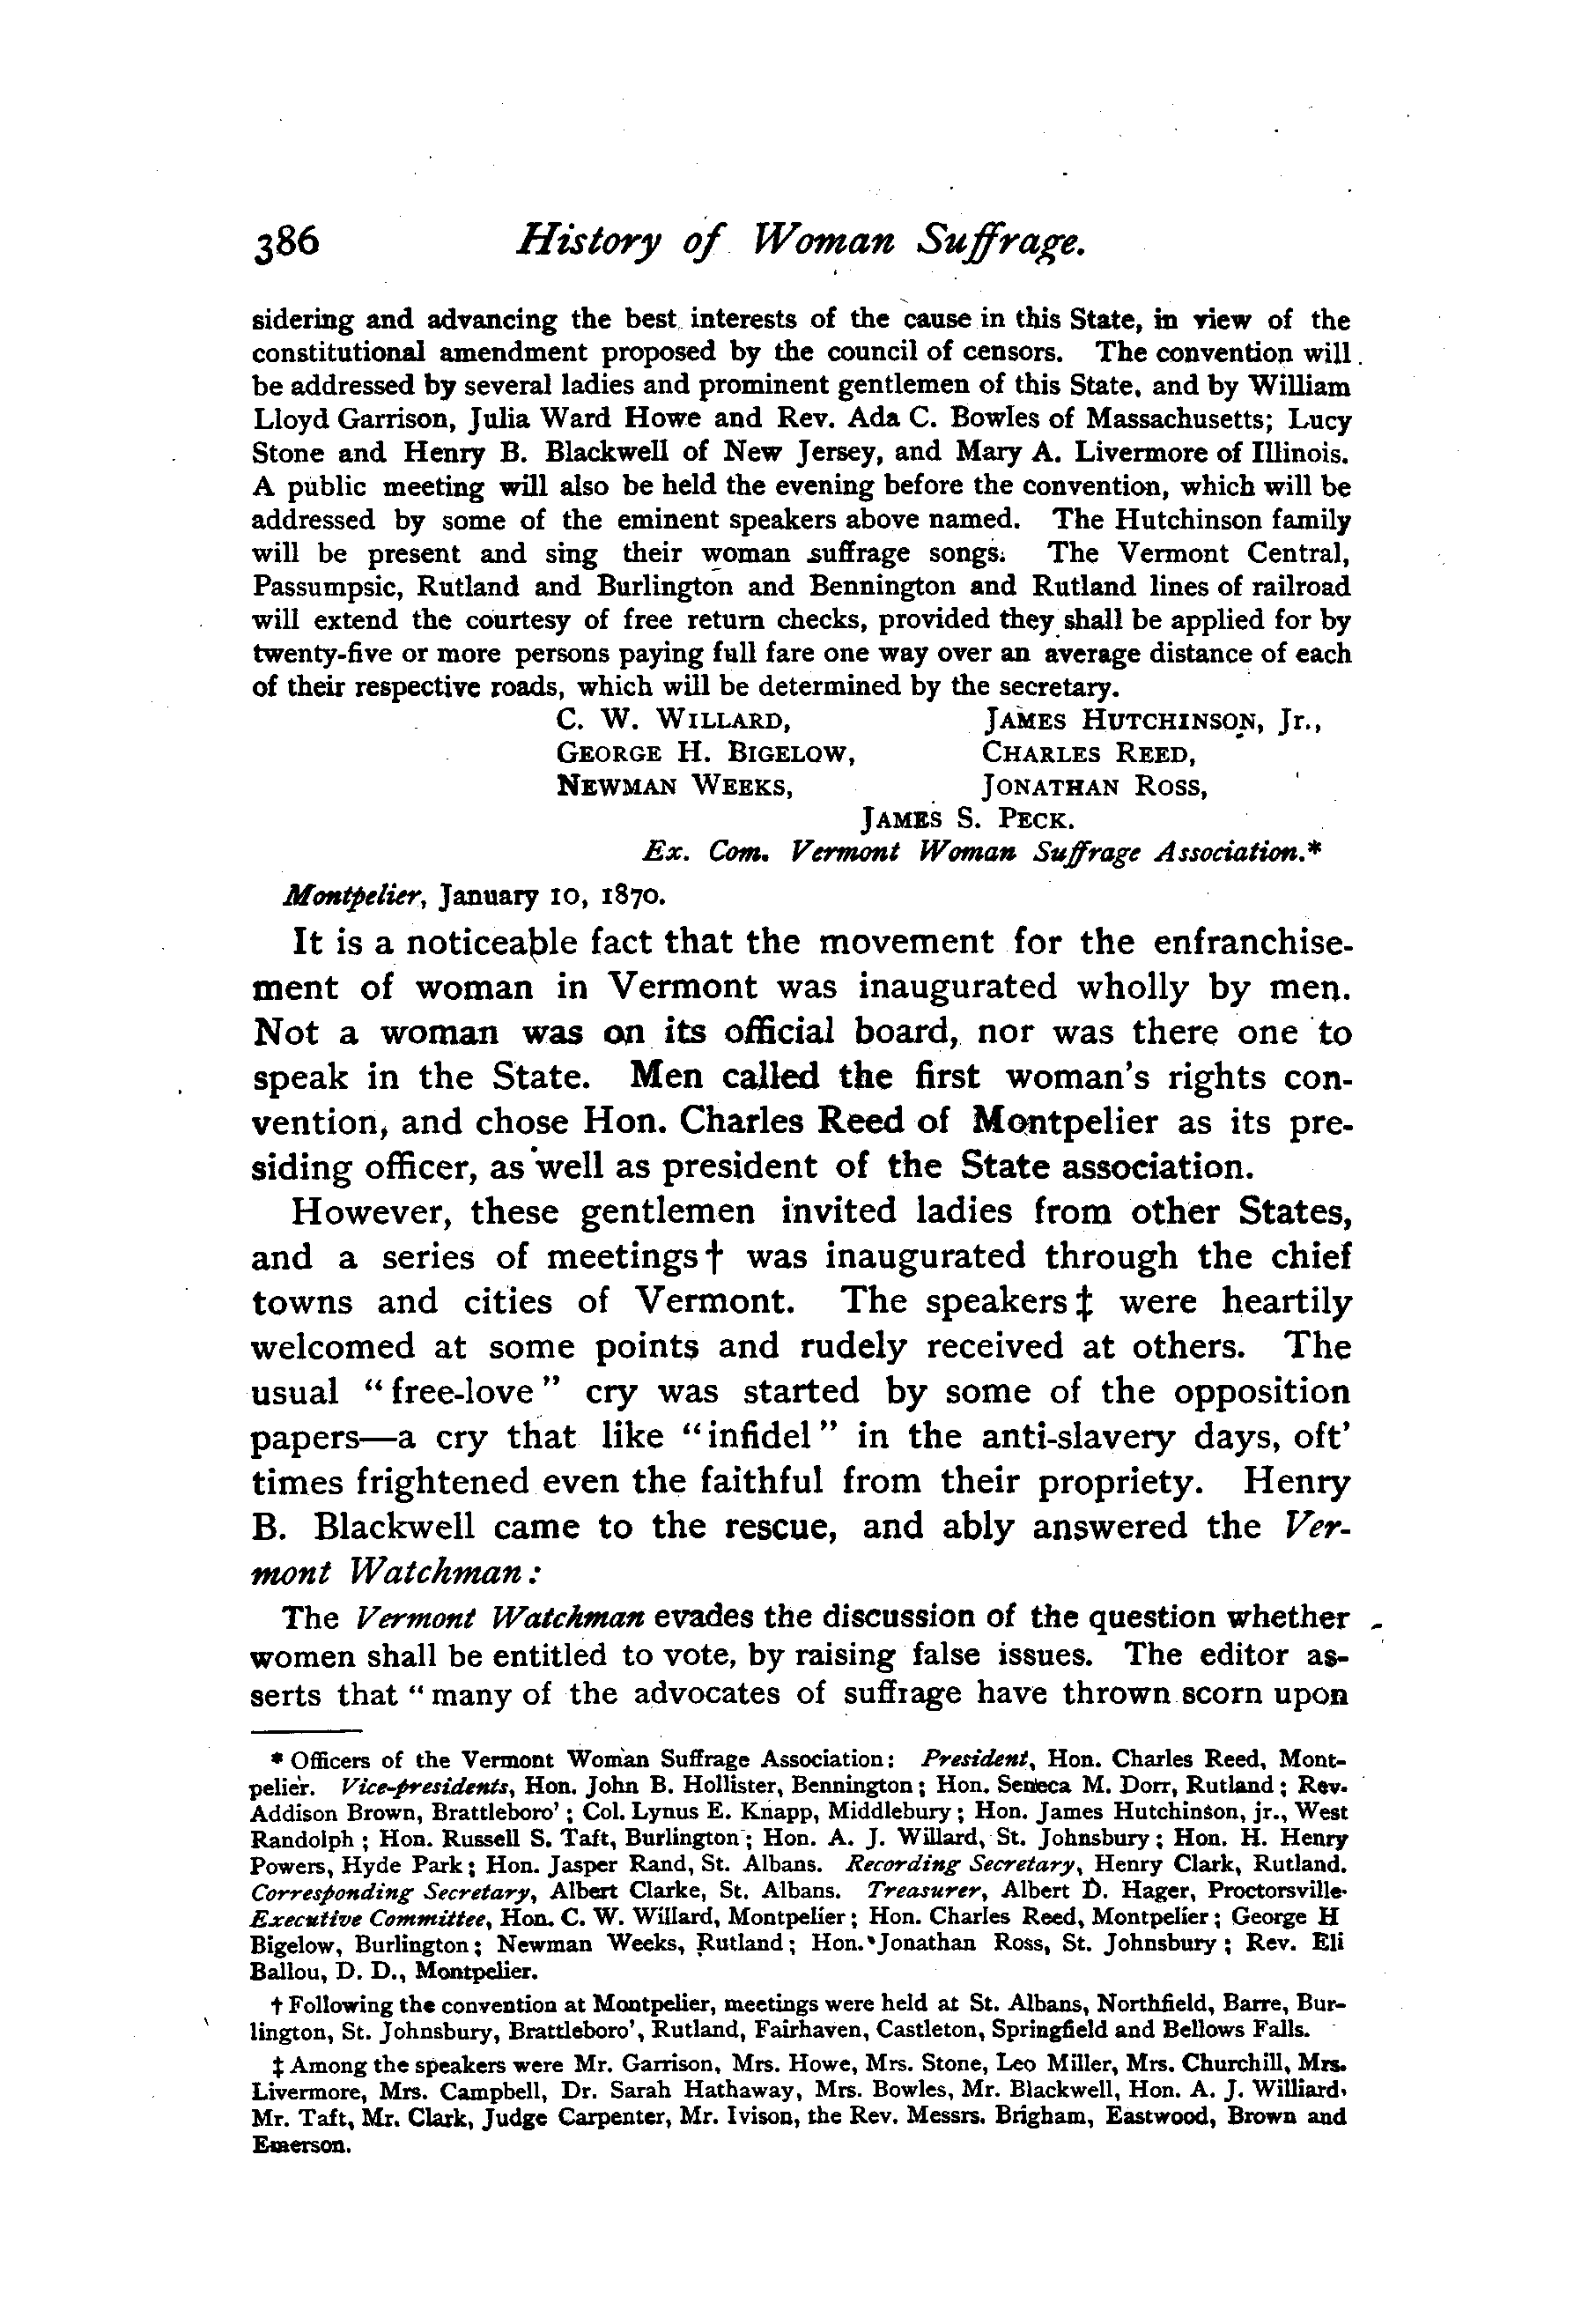 386 History of Woman Suffrage.
sidering and advancing the best interests of the cause in this State, in view of the
constitutional amendment proposed by the council of censors. The convention will
be addressed by several ladies and prominent gentlemen of this State, and by William
Lloyd Garrison, Julia Ward Howe and Rev. Ada C. Bowles of Massachusetts; Lucy
Stone and Henry B. Blackwell of New Jersey, and Mary A. Livermore of Illinois.
A public meeting will also be held the evening before the convention, which will be
addressed by some of the eminent speakers above named. The Hutchinson family
will be present and sing their woman suffrage songs. The Vermont Central,
Passumpsic, Rutland and Burlington and Bennington and Rutland lines of railroad
will extend the courtesy of free return checks, provided they shall be applied for by
twenty-five or more persons paying full fare one way over an average distance of each
of their respective roads, which will be determined by the secretary.
C. W. WILLARD, JAMES HUTCHINSON, Jr.,
GEORGE H. BIGELOW, CHARLES REED,
NEWMAN WEEKS, JONATHAN ROSS,
JAMES S. PECK.
Ex. Com. Vermont Woman Suffrage Association.*
Montpelier, January 10, 1870.
It is a noticeable fact that the movement for the enfranchise-
ment of woman in Vermont was inaugurated wholly by men.
Not a woman was on its official board, nor was there one to
speak in the State. Men called the first woman's rights con-
vention, and chose Hon. Charles Reed of Montpelier as its pre-
siding officer, as well as president of the State association.
However, these gentlemen invited ladies from other States,
and a series of meetings† was inaugurated through the chief
towns and cities of Vermont. The speakers‡ were heartily
welcomed at some points and rudely received at others. The
usual "free-love" cry was started by some of the opposition
papers—a cry that like "infidel" in the anti-slavery days, oft'
times frightened even the faithful from their propriety. Henry
B. Blackwell came to the rescue, and ably answered the Ver-
mont Watchman:
The Vermont Watchman evades the discussion of the question whether
women shall be entitled to vote, by raising false issues. The editor as-
serts that "many of the advocates of suffrage have thrown scorn upon
* Officers of the Vermont Woman Suffrage Association: President, Hon. Charles Reed, Mont-
pelier. Vice-presidents, Hon. John B. Hollister, Bennington; Hon. Seneca M. Dorr, Rutland; Rev.
Addison Brown, Brattleboro'; Col. Lynus E. Knapp, Middlebury; Hon. James Hutchinson, jr., West
Randolph; Hon. Russell S. Taft, Burlington; Hon. A. J. Willard, St. Johnsbury; Hon. H. Henry
Powers, Hyde Park; Hon. Jasper Rand, St. Albans. Recording Secretary, Henry Clark, Rutland.
Corresponding Secretary, Albert Clarke, St. Albans. Treasurer, Albert D. Hager, Proctorsville.
Executive Committee, Hon. C. W. Willard, Montpelier; Hon. Charles Reed, Montpelier; George H
Bigelow, Burlington; Newman Weeks, Rutland; Hon. Jonathan Ross, St. Johnsbury; Rev. Eli
Ballou, D. D., Montpelier.
† Following the convention at Montpelier, meetings were held at St. Albans, Northfield, Barre, Bur-
lington, St. Johnsbury, Brattleboro', Rutland, Fairhaven, Castleton, Springfield and Bellows Falls.
‡ Among the speakers were Mr. Garrison, Mrs. Howe, Mrs. Stone, Leo Miller, Mrs. Churchill, Mrs.
Livermore, Mrs. Campbell, Dr. Sarah Hathaway, Mrs. Bowles, Mr. Blackwell, Hon. A. J. Williard,
Mr. Taft, Mr. Clark, Judge Carpenter, Mr. Ivison, the Rev. Messrs. Brigham, Eastwood, Brown and
Emerson.